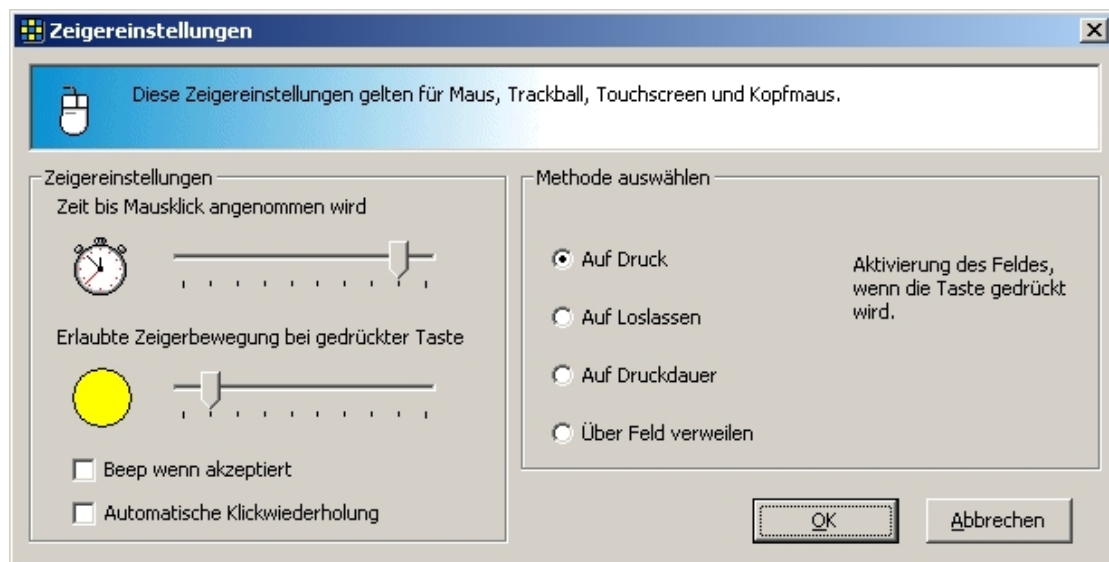 Zeigereinstellungen
Diese Zeigereinstellungen gelten für Maus, Trackball, Touchscreen und Kopfmaus.
Zeigereinstellungen
Zeit bis Mausklick angenommen wird
Erlaubte Zeigerbewegung bei gedrückter Taste
Beep wenn akzeptiert
Automatische Klickwiederholung
Methode auswählen
Auf Druck
Auf Loslassen
Auf Druckdauer
Über Feld verweilen
Aktivierung des Feldes,
wenn die Taste gedrückt
wird.
OK
Abbrechen